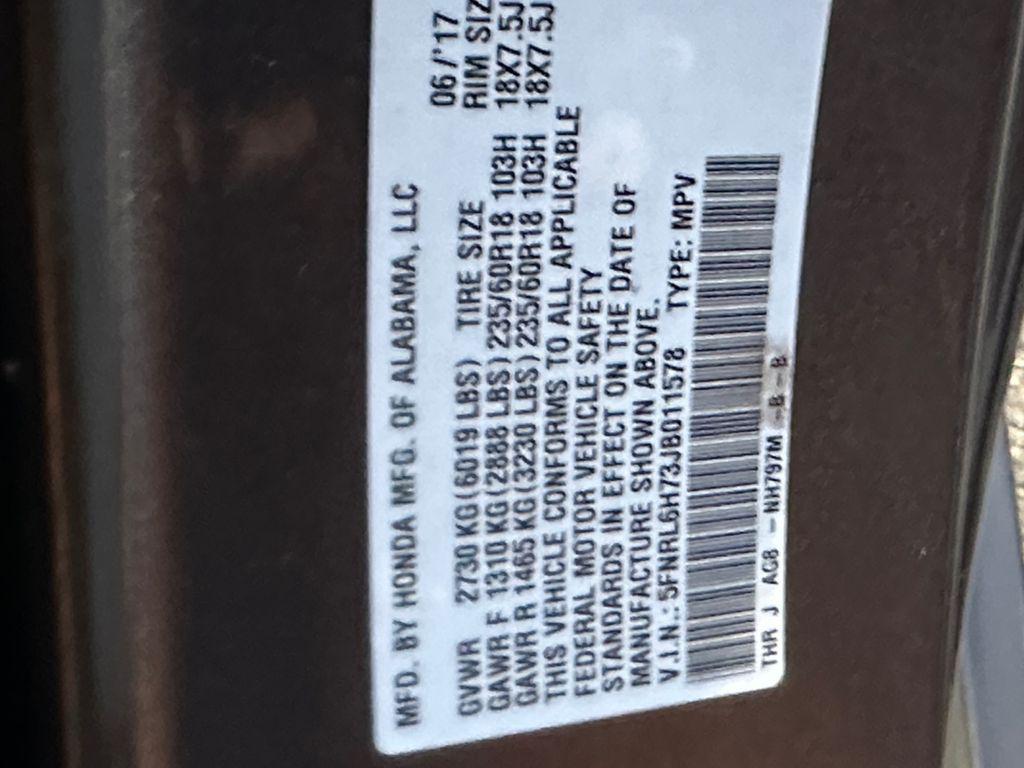 MFD. BY HONDA MFG. OF ALABAMA, LLC
06/'17
GVWR 2730 KG(6019 LBS) TIRE SIZE RIM SIZ
GAWR F 1310 KG(2888 LBS) 235/60R18 103H 18X7.5J
GAWR R 1465 KG(3230 LBS) 235/60R18 103H 18X7.5J
THIS VEHICLE CONFORMS TO ALL APPLICABLE
FEDERAL MOTOR VEHICLE SAFETY
STANDARDS IN EFFECT ON THE DATE OF
MANUFACTURE SHOWN ABOVE.
V.I.N.: 5FNRL6H73JB011578 TYPE: MPV
THR J AC8 - NH797M -B - B